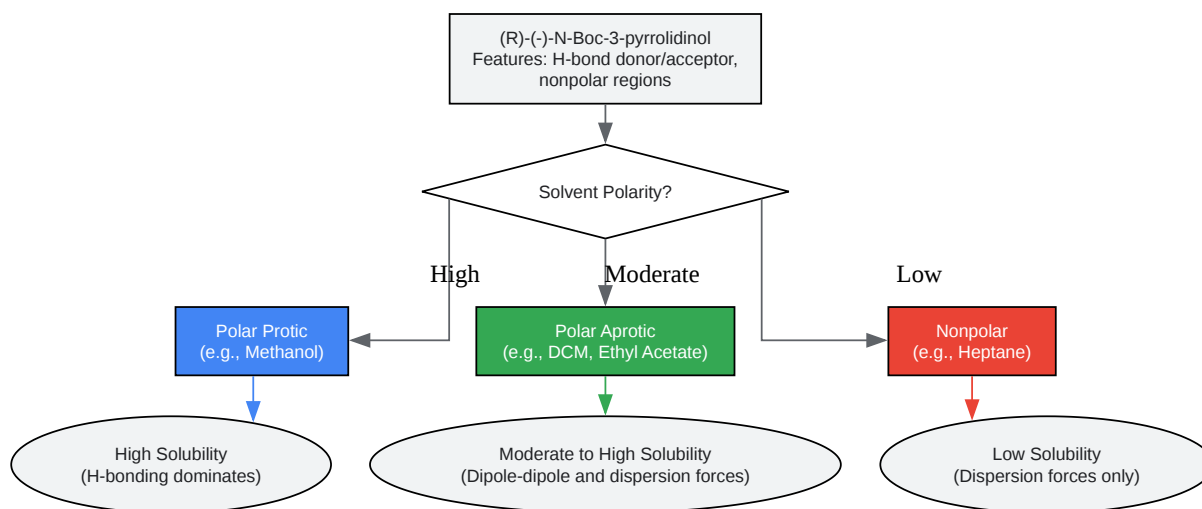 (R)-(-)-N-Boc-3-pyrrolidinol
Features: H-bond donor/acceptor,
nonpolar regions
Solvent Polarity?
High
Moderate
Low
Polar Protic
(e.g., Methanol)
Polar Aprotic
(e.g., DCM, Ethyl Acetate)
Nonpolar
(e.g., Heptane)
High Solubility
(H-bonding dominates)
Moderate to High Solubility
(Dipole-dipole and dispersion forces)
Low Solubility
(Dispersion forces only)